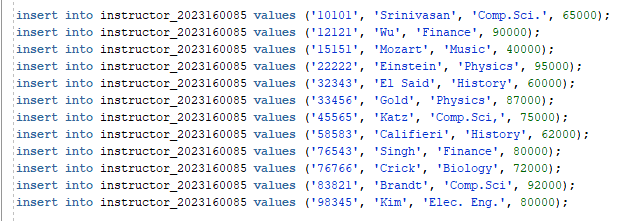 insert into instructor_2023160085 values ('10101', 'Srinivasan', 'Comp.Sci.', 65000);
insert into instructor_2023160085 values ('12121', 'Wu', 'Finance', 90000);
insert into instructor_2023160085 values ('15151', 'Mozart', 'Music', 40000);
insert into instructor_2023160085 values ('22222', 'Einstein', 'Physics', 95000);
insert into instructor_2023160085 values ('32343', 'El Said', 'History', 60000);
insert into instructor_2023160085 values ('33456', 'Gold', 'Physics', 87000);
insert into instructor_2023160085 values ('45565', 'Katz', 'Comp.Sci,', 75000);
insert into instructor_2023160085 values ('58583', 'Califieri', 'History', 62000);
insert into instructor_2023160085 values ('76543', 'Singh', 'Finance', 80000);
insert into instructor_2023160085 values ('76766', 'Crick', 'Biology', 72000);
insert into instructor_2023160085 values ('83821', 'Brandt', 'Comp.Sci', 92000);
insert into instructor_2023160085 values ('98345', 'Kim', 'Elec. Eng.', 80000);